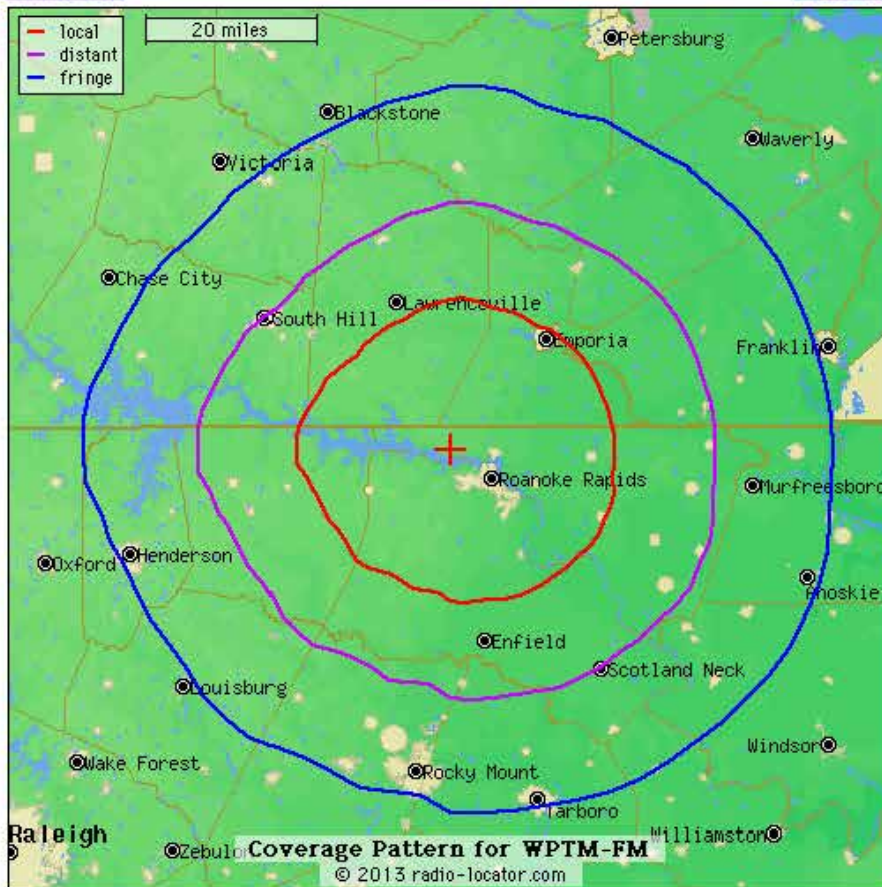 local
distant
fringe
20 miles
Petersburg
Blackstone
Waverly
Victoria
Chase City
Lawrenceville
South Hill
Emporia
Franklin
Roanoke Rapids
Murfreesboro
Henderson
Oxford
Ahoskie
Enfield
Scotland Neck
Louisburg
Windsor
Wake Forest
Rocky Mount
Tarboro
Raleigh
Williamston
Zebulon
Coverage Pattern for WPTM-FM
© 2013 radio-locator.com